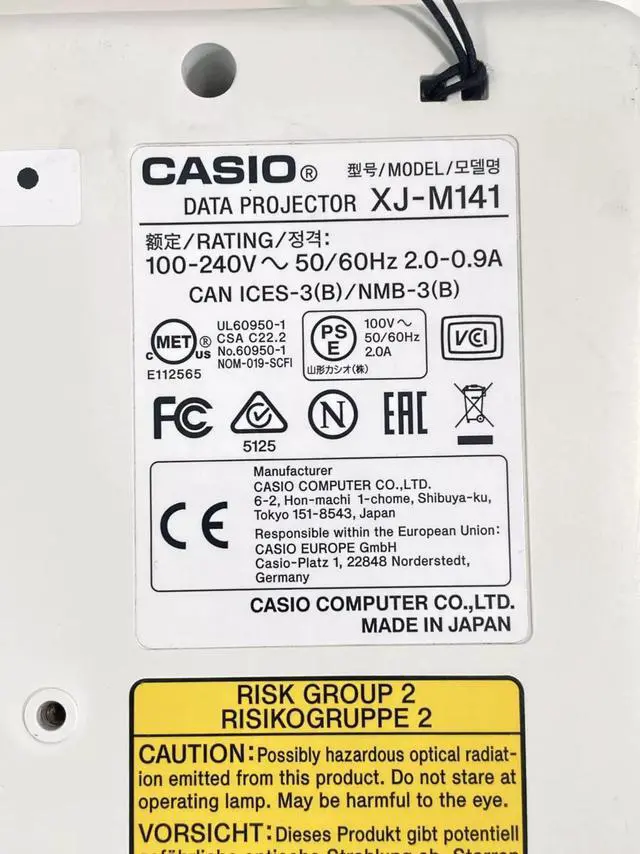 CASIO® 型号/MODEL/모델명
DATA PROJECTOR XJ-M141
额定/RATING/정격:
100-240V～ 50/60Hz 2.0-0.9A
CAN ICES-3(B)/NMB-3(B)
c MET us ®
E112565
UL60950-1
CSA C22.2
No.60950-1
NOM-019-SCFI
PS
E
100V～
50/60Hz
2.0A
山形カシオ(株)
VCI
FC
5125
N
EAC
CE
Manufacturer
CASIO COMPUTER CO.,LTD.
6-2, Hon-machi 1-chome, Shibuya-ku,
Tokyo 151-8543, Japan
Responsible within the European Union:
CASIO EUROPE GmbH
Casio-Platz 1, 22848 Norderstedt,
Germany
CASIO COMPUTER CO.,LTD.
MADE IN JAPAN
RISK GROUP 2
RISIKOGRUPPE 2
CAUTION:Possibly hazardous optical radiat-
ion emitted from this product. Do not stare at
operating lamp. May be harmful to the eye.
VORSICHT:Dieses Produkt gibt potentiell